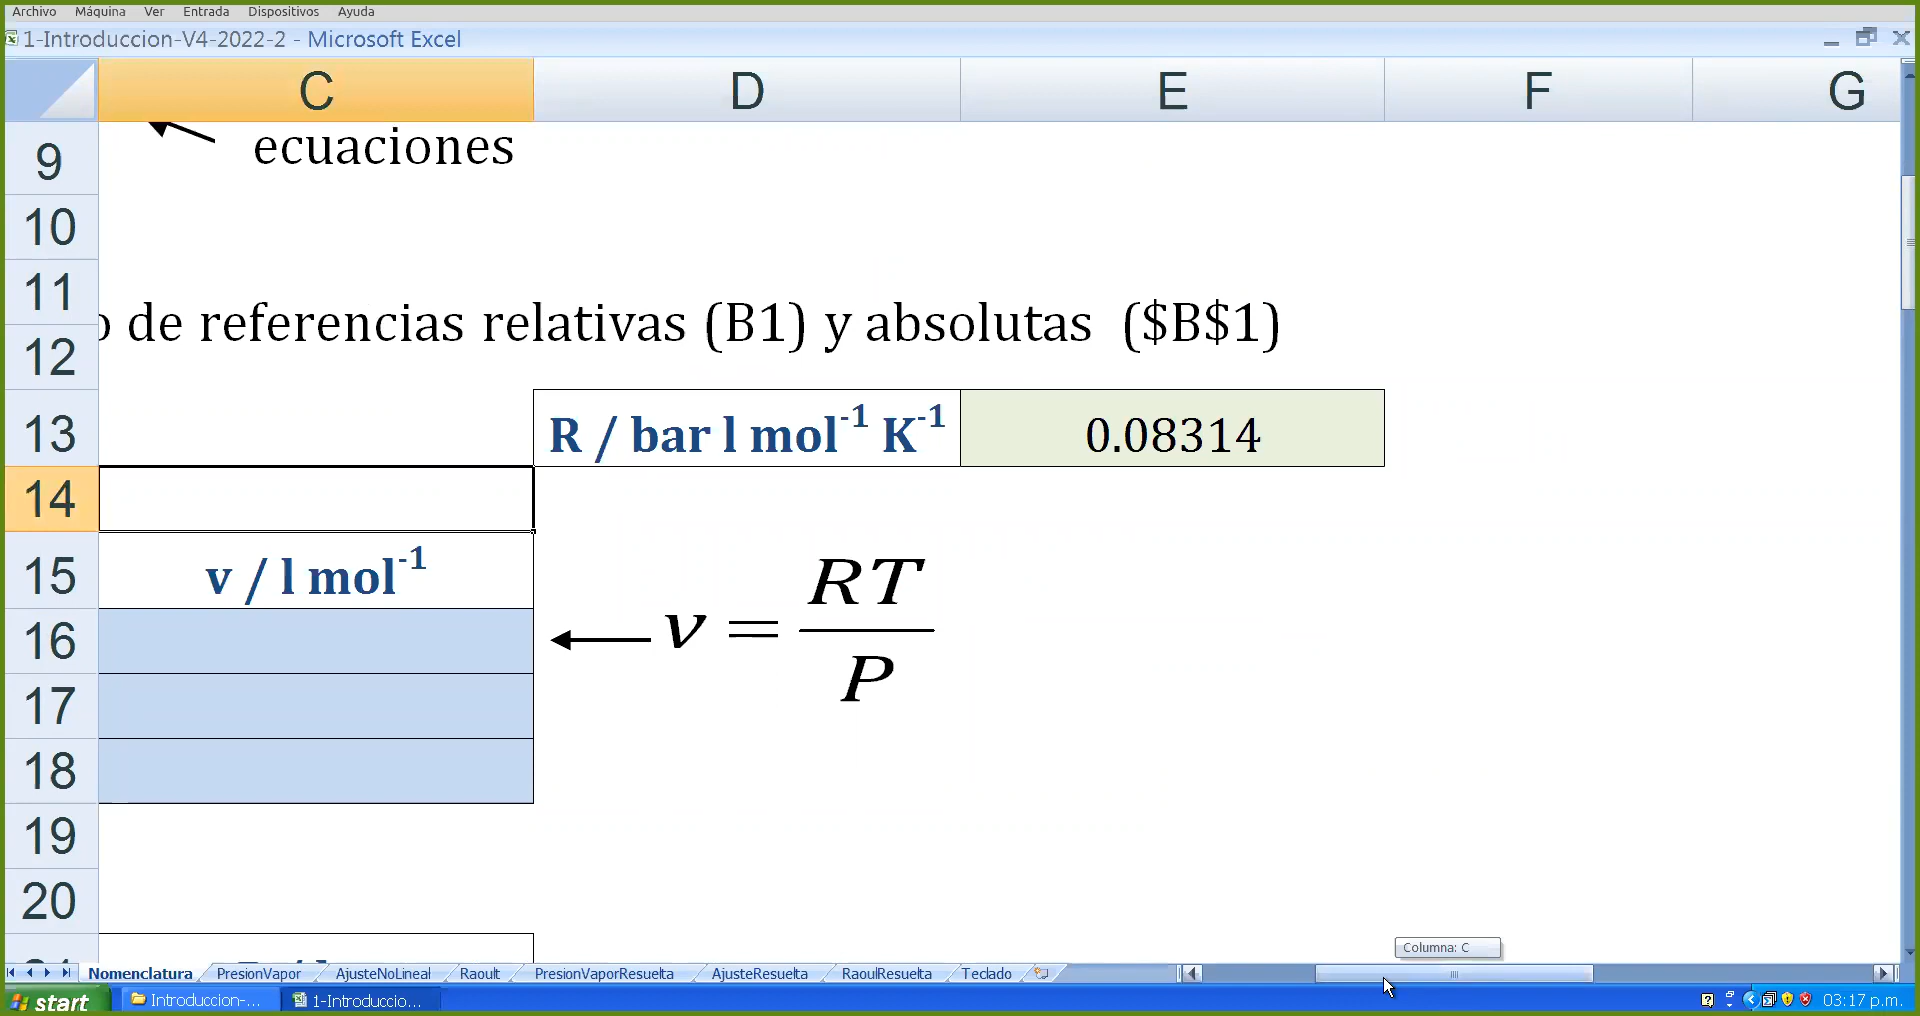 Archivo Máquina Ver Entrada Dispositivos Ayuda
1-Introduccion-V4-2022-2 - Microsoft Excel
C D E F G
9 ecuaciones
10
11
de referencias relativas (B1) y absolutas ($B$1)
12
13 R / bar l mol-1 K-1 0.08314
14
15 v / l mol-1
16 v = RT
17 P
18
19
20
Nomenclatura PresionVapor AjusteNoLineal Raoult PresionVaporResuelta AjusteResuelta RaoulResuelta Teclado
Columna: C
start Introduccion-... 1-Introduccio... 03:17 p.m.